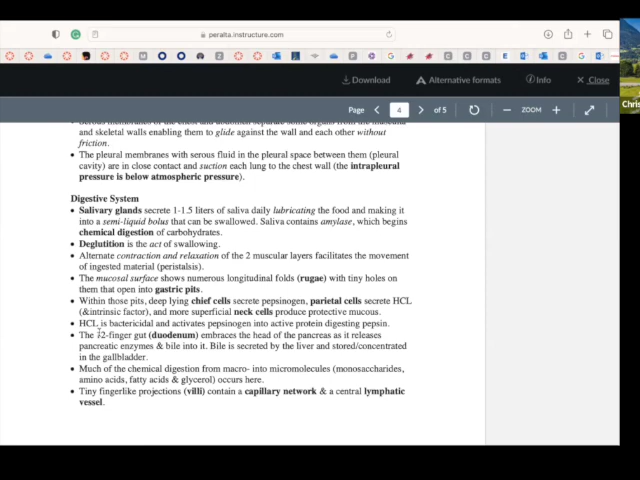 peralta.instructure.com
Download
Alternative formats
Info
× Close
Page
4
of 5
ZOOM
and skeletal walls enabling them to glide against the wall and each other without
friction.
• The pleural membranes with serous fluid in the pleural space between them (pleural
cavity) are in close contact and suction each lung to the chest wall (the intrapleural
pressure is below atmospheric pressure).
Digestive System
• Salivary glands secrete 1-1.5 liters of saliva daily lubricating the food and making it
into a semi-liquid bolus that can be swallowed. Saliva contains amylase, which begins
chemical digestion of carbohydrates.
• Deglutition is the act of swallowing.
• Alternate contraction and relaxation of the 2 muscular layers facilitates the movement
of ingested material (peristalsis).
• The mucosal surface shows numerous longitudinal folds (rugae) with tiny holes on
them that open into gastric pits.
• Within those pits, deep lying chief cells secrete pepsinogen, parietal cells secrete HCL
(&intrinsic factor), and more superficial neck cells produce protective mucous.
• HCL is bactericidal and activates pepsinogen into active protein digesting pepsin.
• The 12-finger gut (duodenum) embraces the head of the pancreas as it releases
pancreatic enzymes & bile into it. Bile is secreted by the liver and stored/concentrated
in the gallbladder.
• Much of the chemical digestion from macro- into micromolecules (monosaccharides,
amino acids, fatty acids & glycerol) occurs here.
• Tiny fingerlike projections (villi) contain a capillary network & a central lymphatic
vessel.
Chris